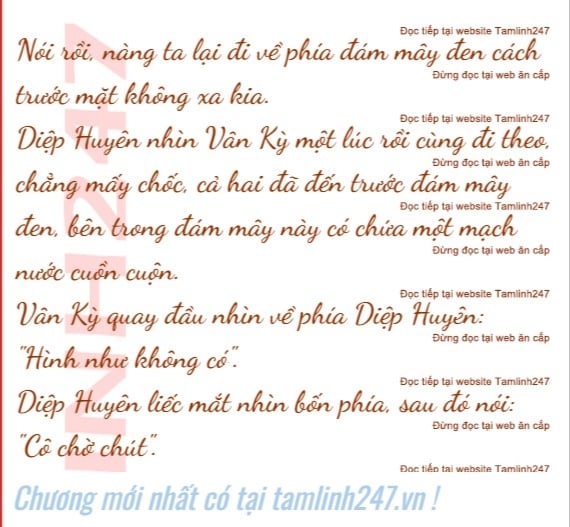 Đọc tiếp tại website Tamlinh247
Nói rồi, nàng ta lại đi về phía đám mây đen cách
Đừng đọc tại web ăn cắp
trước mặt không xa kia.
Đọc tiếp tại website Tamlinh247
Diệp Huyên nhìn Vân Kỳ một lúc rồi cùng đi theo,
Đừng đọc tại web ăn cắp
chẳng mấy chốc, cả hai đã đến trước đám mây
Đọc tiếp tại website Tamlinh247
đen, bên trong đám mây này có chứa một mạch
Đừng đọc tại web ăn cắp
nước cuồn cuộn.
Đọc tiếp tại website Tamlinh247
Vân Kỳ quay đầu nhìn về phía Diệp Huyên:
Đừng đọc tại web ăn cắp
"Hình như không có".
Đọc tiếp tại website Tamlinh247
Diệp Huyên liếc mắt nhìn bốn phía, sau đó nói:
Đừng đọc tại web ăn cắp
"Cô chờ chút".
Đọc tiếp tại website Tamlinh247
INH247
Chương mới nhất có tại tamlinh247.vn !